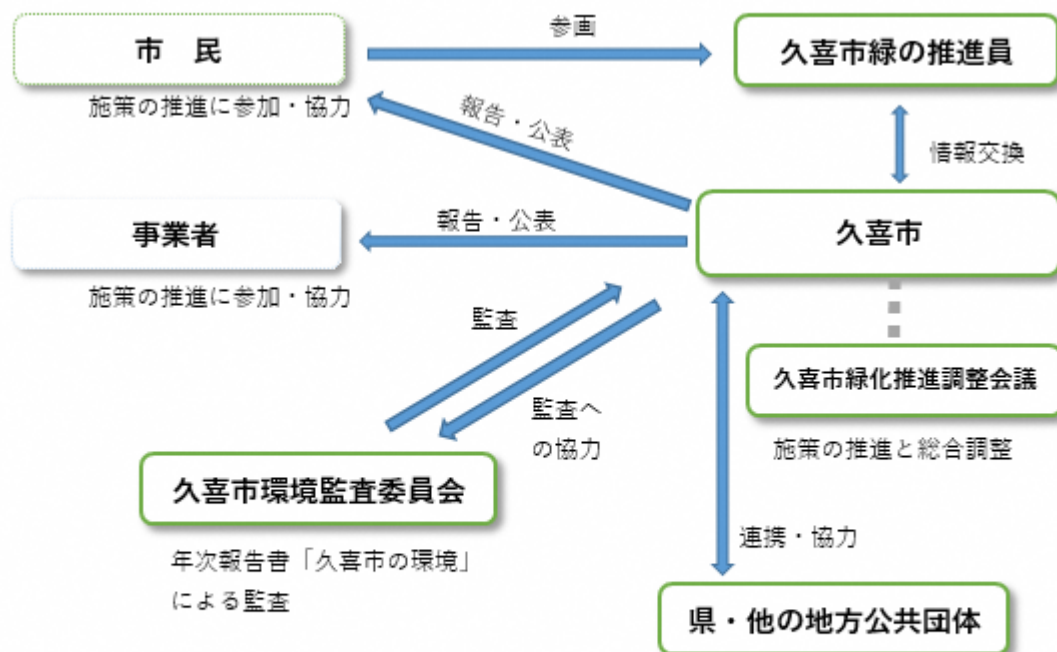 市　民
参画
久喜市緑の推進員
施策の推進に参加・協力
報告・公表
情報交換
事業者
報告・公表
久喜市
施策の推進に参加・協力
監査
久喜市緑化推進調整会議
監査へ
の協力
施策の推進と総合調整
久喜市環境監査委員会
年次報告書「久喜市の環境」
による監査
連携・協力
県・他の地方公共団体